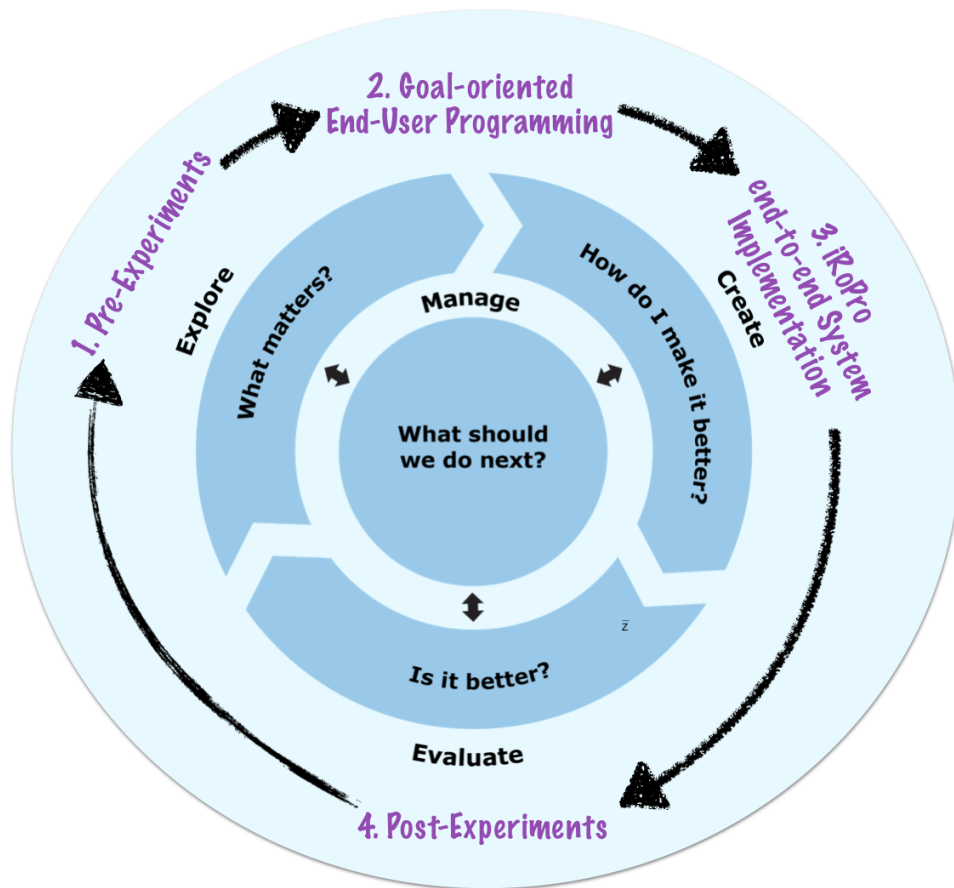 2. Goal-oriented
End-User Programming
1. Pre-Experiments
3. iRoPro
end-to-end System
Implementation
Explore
What matters?
Manage
How do I make it better?
Create
What should
we do next?
z̄
Is it better?
Evaluate
4. Post-Experiments